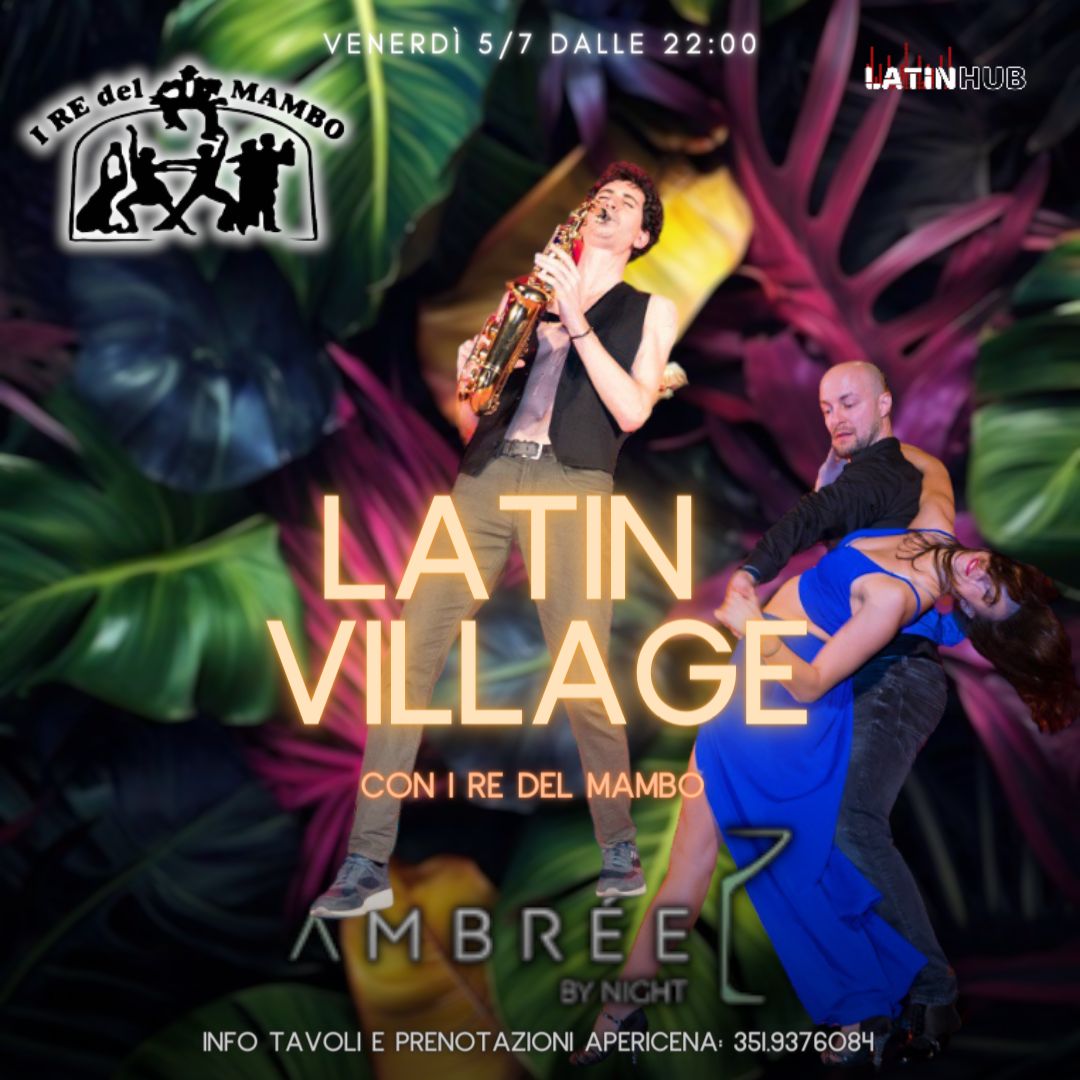 VENERDÌ 5/7 DALLE 22:00
I RE del MAMBO
LATINHUB
LATIN
VILLAGE
CON I RE DEL MAMBO
AMBRÉE
BY NIGHT
INFO TAVOLI E PRENOTAZIONI APERICENA: 351.9376084